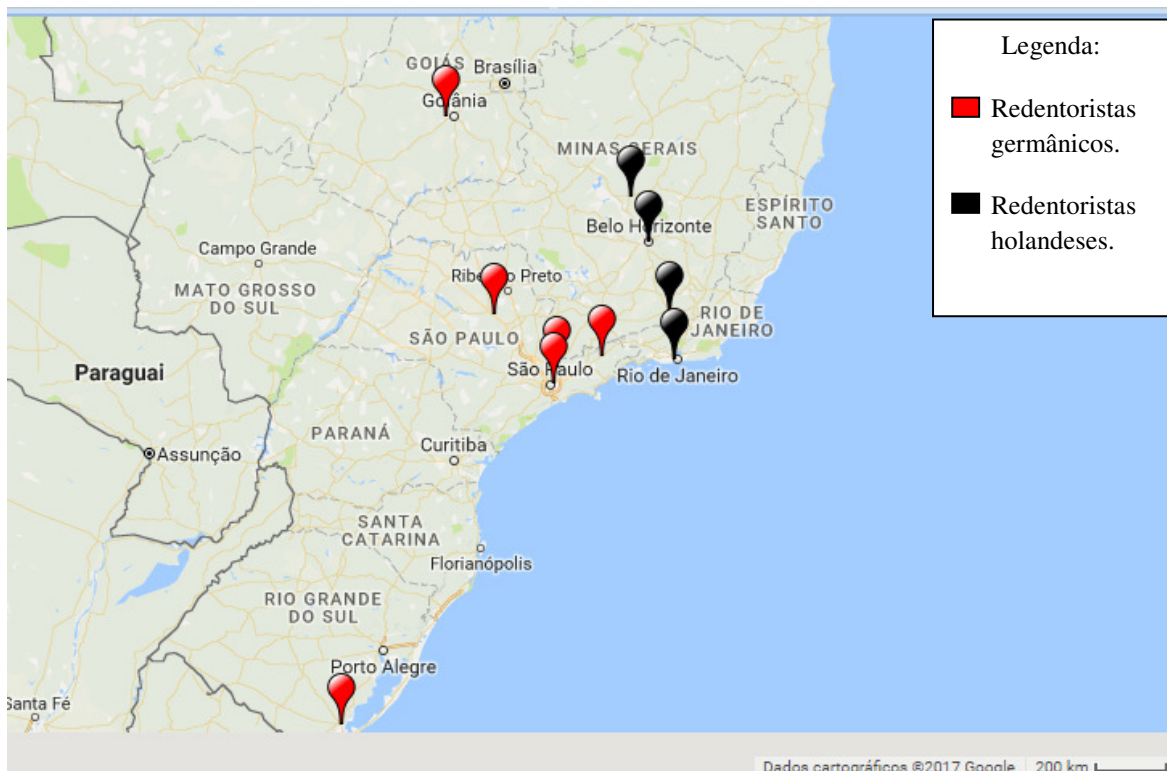 Legenda:
Redentoristas
germânicos.
Redentoristas
holandeses.
GOIÁS
Brasília
Goiânia
MINAS GERAIS
Belo Horizonte
ESPÍRITO
SANTO
Campo Grande
MATO GROSSO
DO SUL
Ribeirão Preto
RIO DE
JANEIRO
SÃO PAULO
São Paulo
Rio de Janeiro
Paraguai
PARANÁ
Curitiba
Assunção
SANTA
CATARINA
Florianópolis
RIO GRANDE
DO SUL
Porto Alegre
Santa Fé
Dados cartográficos ©2017 Google
200 km